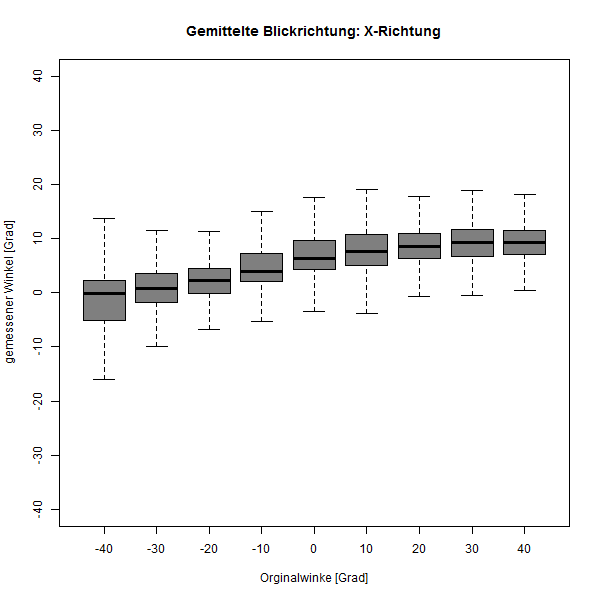 Gemittelte Blickrichtung: X-Richtung
gemessener Winkel [Grad]
40
30
20
10
0
-10
-20
-30
-40
-40 -30 -20 -10 0 10 20 30 40
Orginalwinke [Grad]